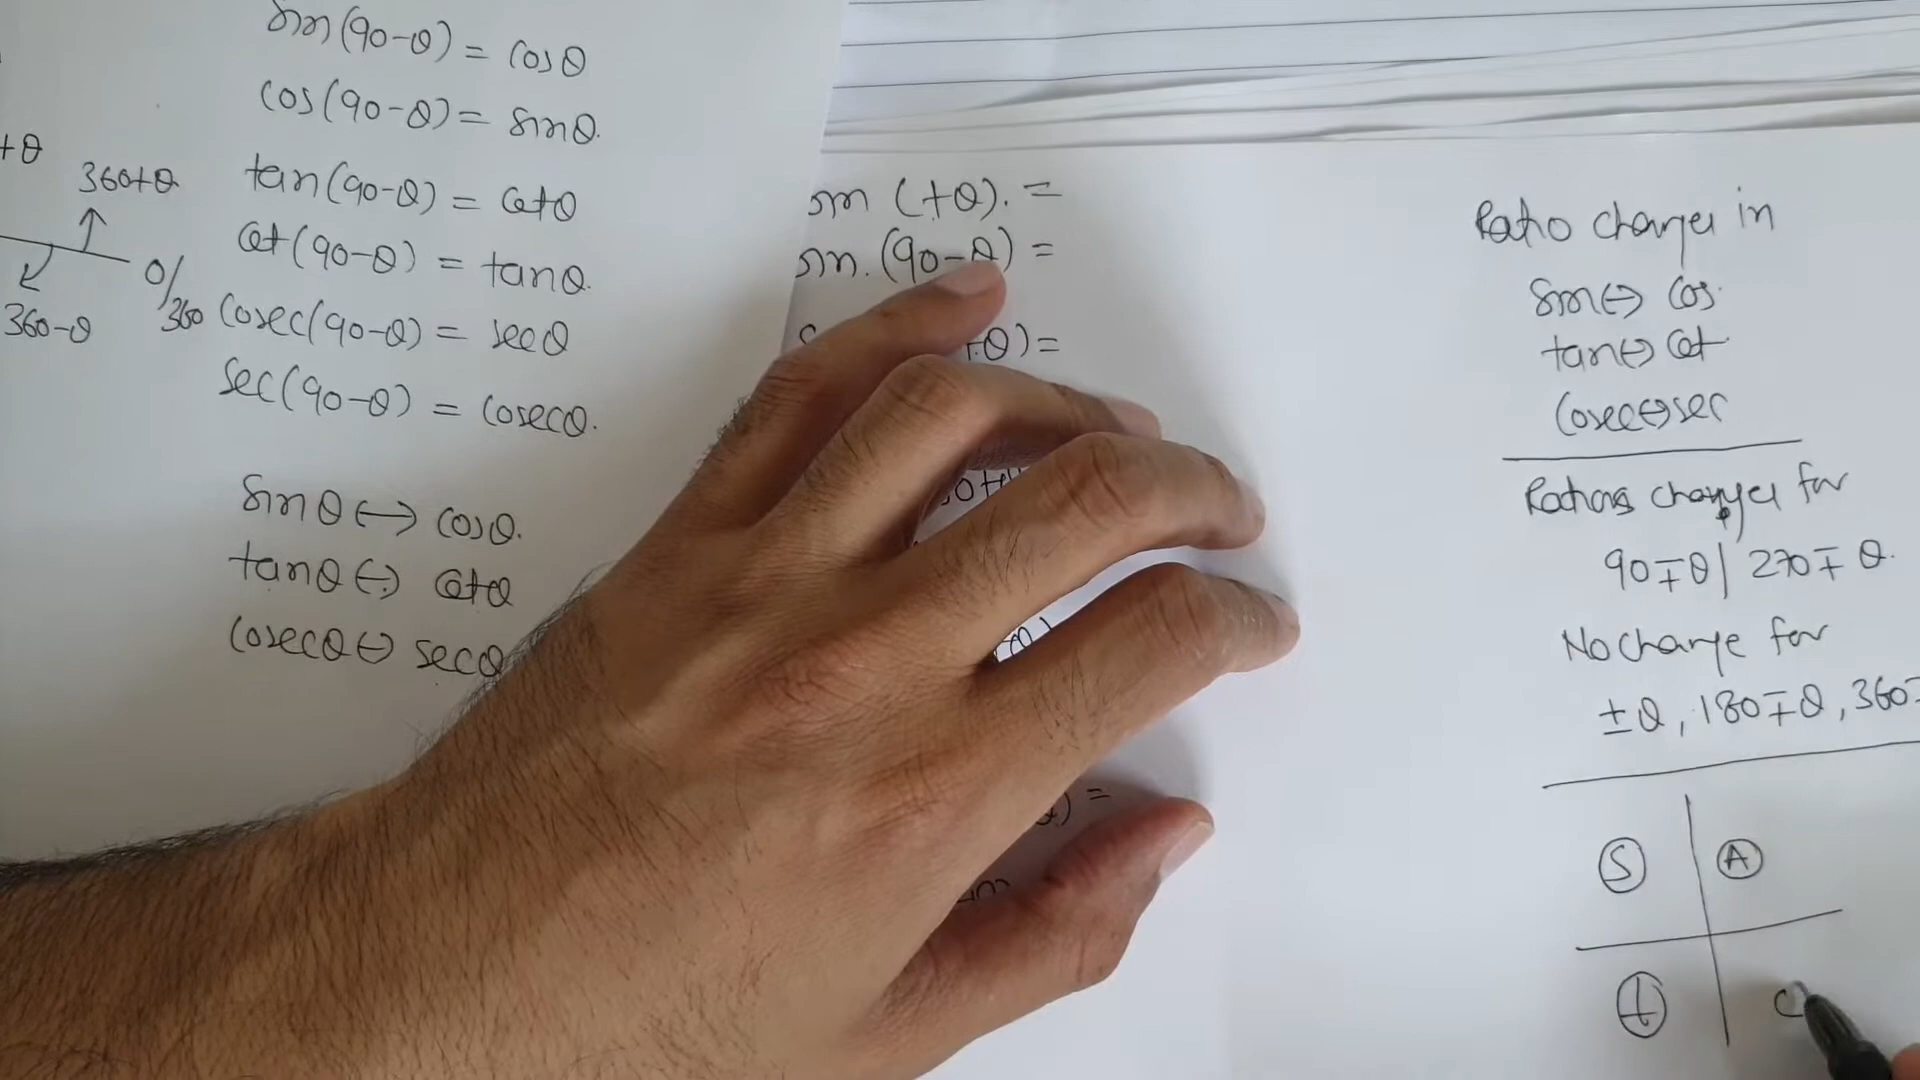 sin(90-θ) = cosθ
cos(90-θ) = sinθ.
tan(90-θ) = cotθ
cot(90-θ) = tanθ.
cosec(90-θ) = secθ
sec(90-θ) = cosecθ.
sinθ ↔ cosθ.
tanθ ↔ cotθ
cosecθ ↔ secθ
+θ
360+θ
0/360
360-θ
sin (+θ). =
sin. (90-θ) =
+θ) =
) =
Ratio changes in
sin ↔ cos.
tan ↔ cot
cosec ↔ sec
Rations changes for
90∓θ | 270∓θ.
No change for
±θ, 180∓θ, 360∓
S
A
t
C